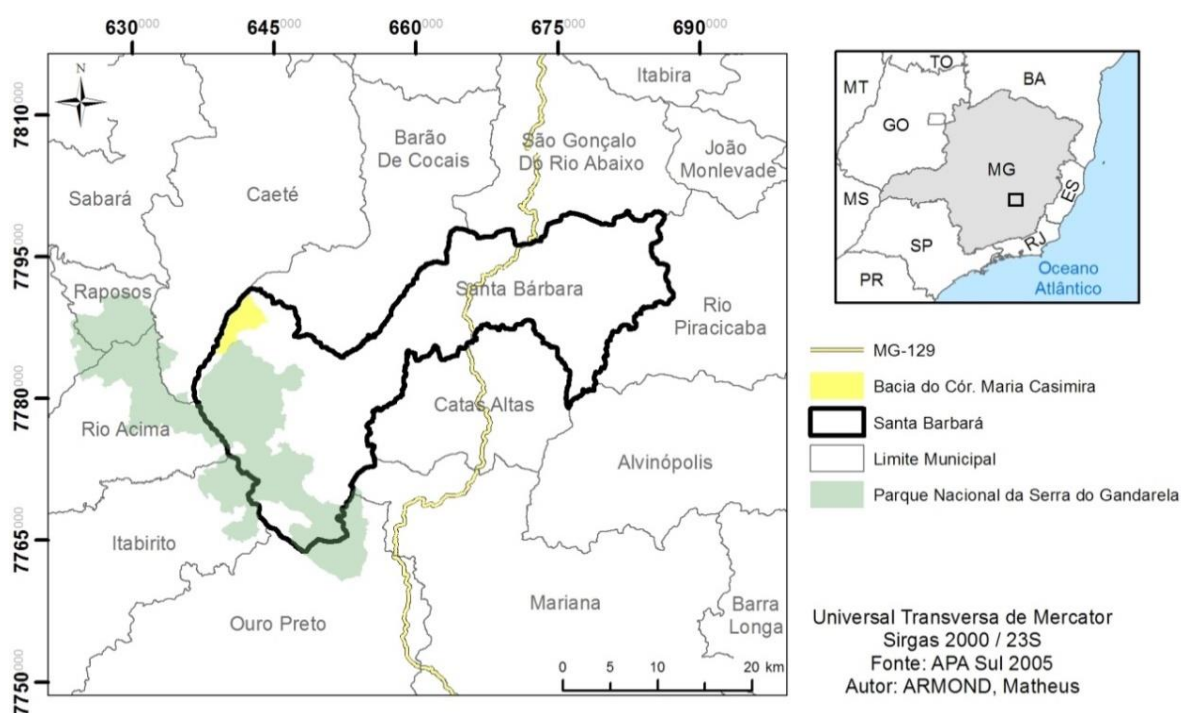 630000
645000
660000
675000
690000
7810000
7795000
7780000
7765000
7750000
N
Itabira
Barão
De Cocais
São Gonçalo
Do Rio Abaixo
João
Monlevade
Sabará
Caeté
Raposos
Santa Bárbara
Rio
Piracicaba
Rio Acima
Catas Altas
Alvinópolis
Itabirito
Mariana
Barra
Longa
Ouro Preto
0 5 10 20 km
TO
MT
BA
GO
MG
MS
ES
SP
RJ
PR
Oceano
Atlântico
MG-129
Bacia do Cór. Maria Casimira
Santa Barbará
Limite Municipal
Parque Nacional da Serra do Gandarela
Universal Transversa de Mercator
Sirgas 2000 / 23S
Fonte: APA Sul 2005
Autor: ARMOND, Matheus